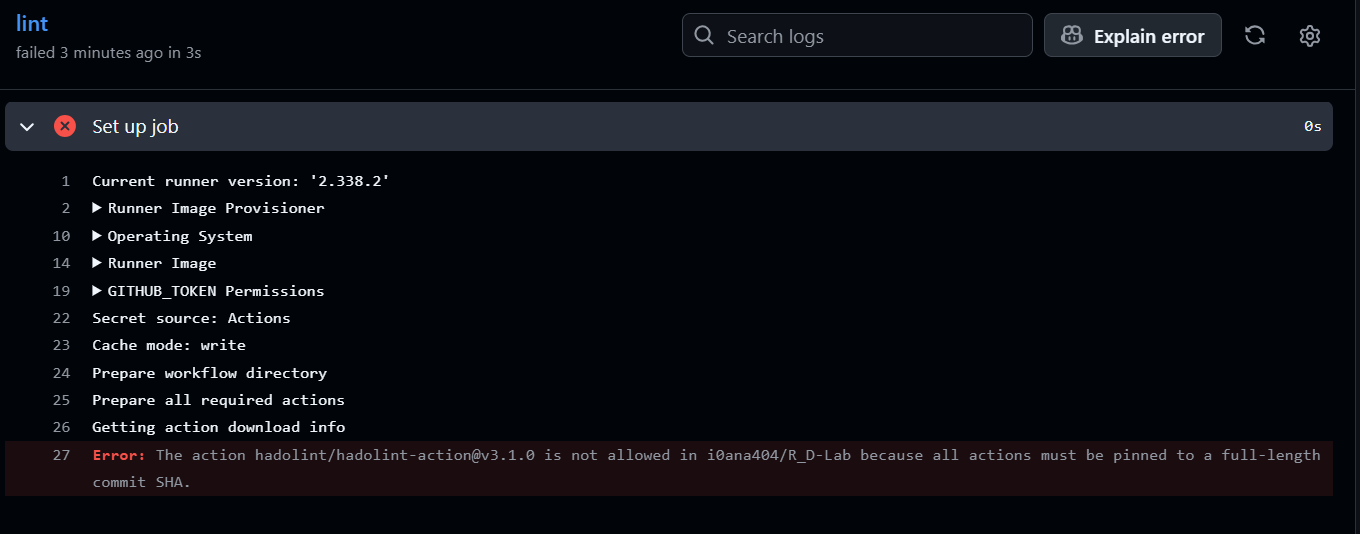 lint
failed 3 minutes ago in 3s
Search logs
Explain error
Set up job
0s
1 Current runner version: '2.338.2'
2 ▶ Runner Image Provisioner
10 ▶ Operating System
14 ▶ Runner Image
19 ▶ GITHUB_TOKEN Permissions
22 Secret source: Actions
23 Cache mode: write
24 Prepare workflow directory
25 Prepare all required actions
26 Getting action download info
27 Error: The action hadolint/hadolint-action@v3.1.0 is not allowed in i0ana404/R_D-Lab because all actions must be pinned to a full-length
commit SHA.